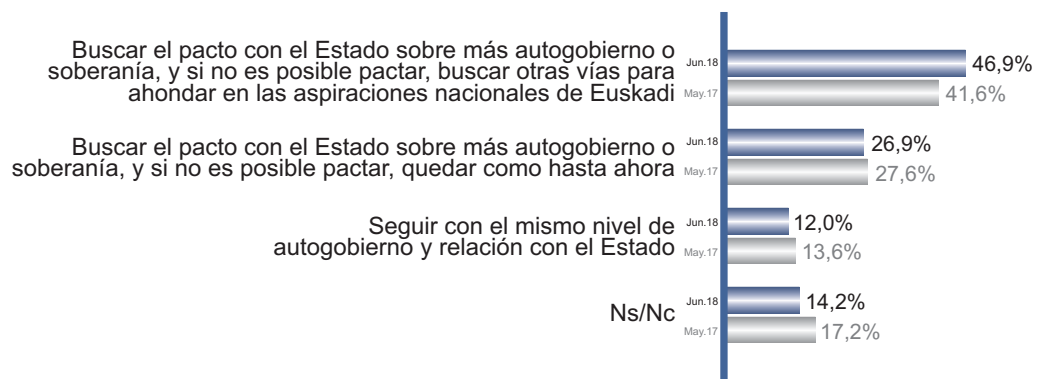 Buscar el pacto con el Estado sobre más autogobierno o
soberanía, y si no es posible pactar, buscar otras vías para
ahondar en las aspiraciones nacionales de Euskadi
Jun.18 46,9%
May.17 41,6%
Buscar el pacto con el Estado sobre más autogobierno o
soberanía, y si no es posible pactar, quedar como hasta ahora
Jun.18 26,9%
May.17 27,6%
Seguir con el mismo nivel de
autogobierno y relación con el Estado
Jun.18 12,0%
May.17 13,6%
Ns/Nc
Jun.18 14,2%
May.17 17,2%